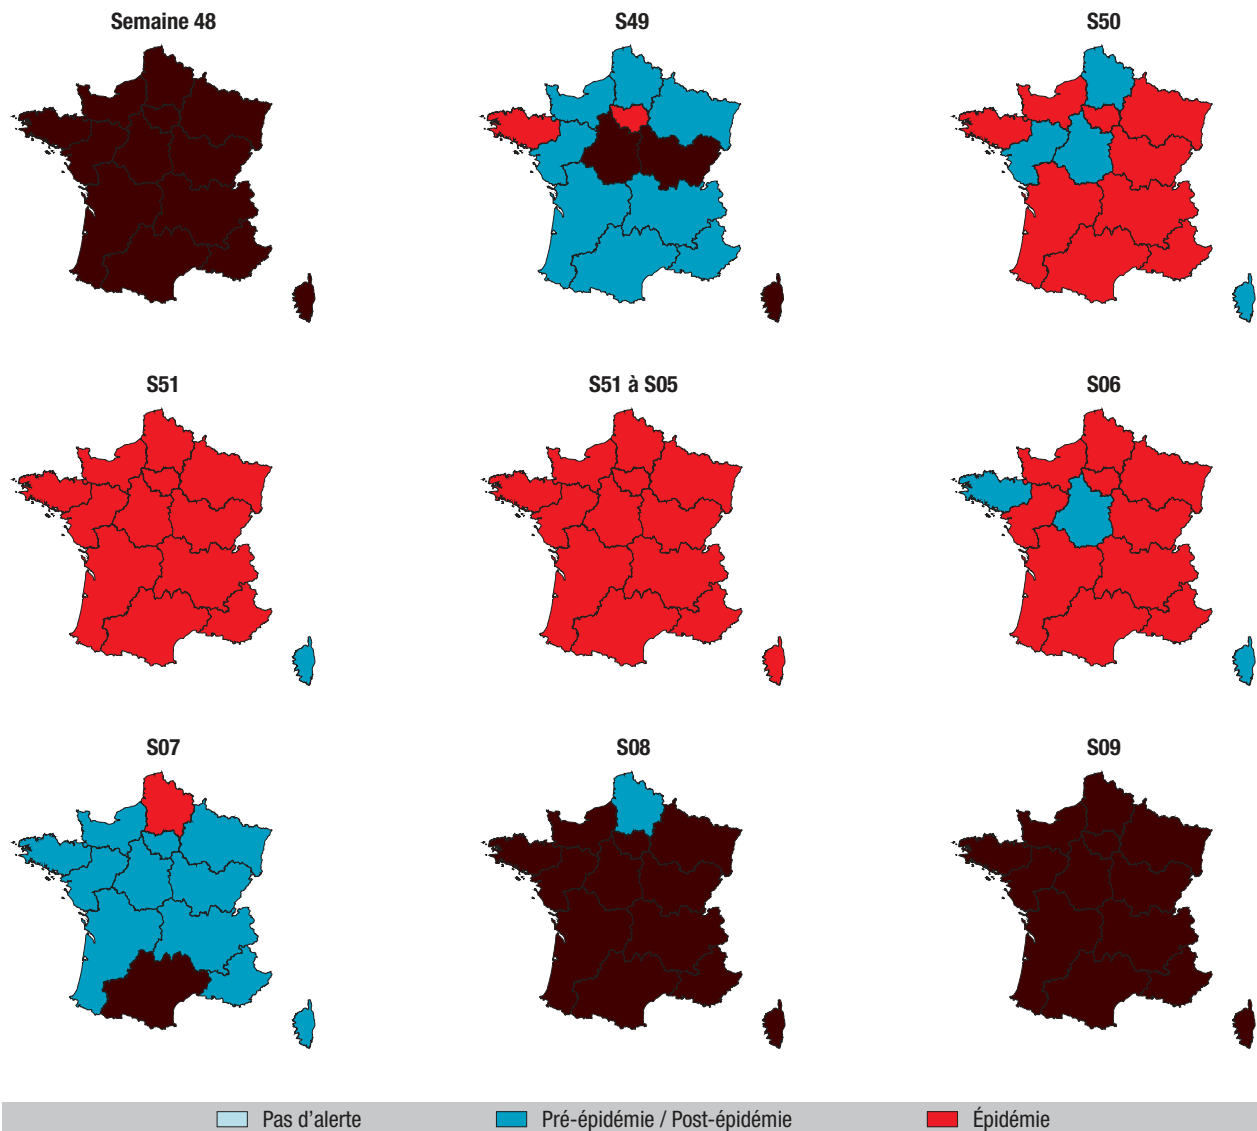 Semaine 48
S49
S50
S51
S51 à S05
S06
S07
S08
S09
Pas d'alerte
Pré-épidémie / Post-épidémie
Épidémie